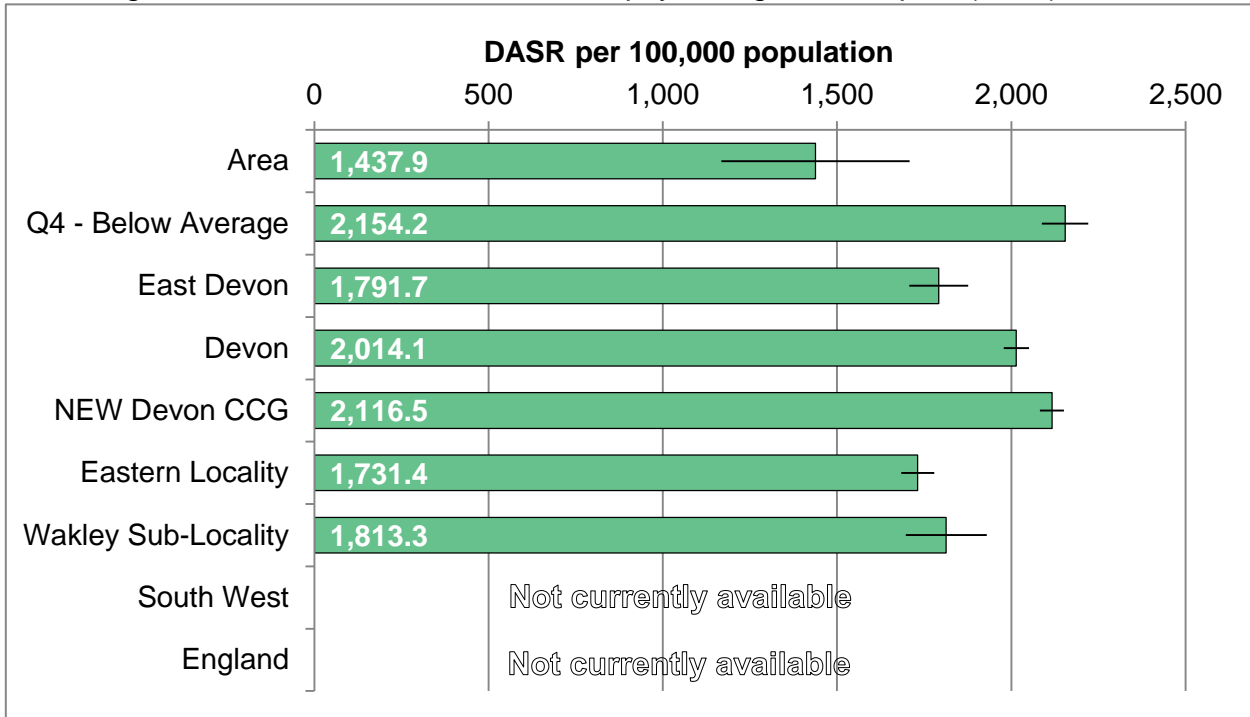 DASR per 100,000 population
0 500 1,000 1,500 2,000 2,500
Area 1,437.9
Q4 - Below Average 2,154.2
East Devon 1,791.7
Devon 2,014.1
NEW Devon CCG 2,116.5
Eastern Locality 1,731.4
Wakley Sub-Locality 1,813.3
South West Not currently available
England Not currently available